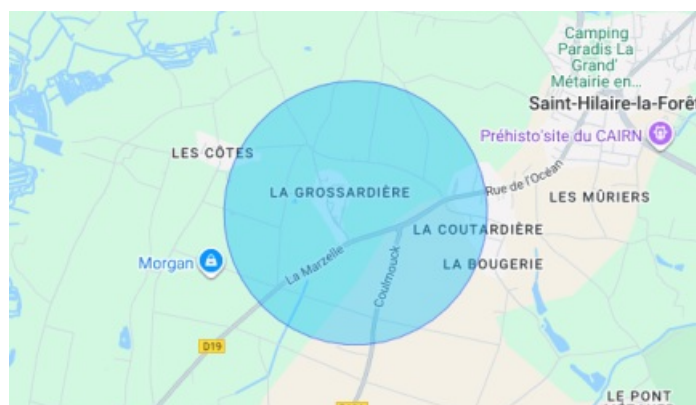 Camping
Paradis La
Grand'
Métairie en...
Saint-Hilaire-la-Forêt
Préhisto'site du CAIRN
LES CÔTES
LA GROSSARDIÈRE
Rue de l'Océan
LES MÛRIERS
LA COUTARDIÈRE
LA BOUGERIE
La Marzelle
Coulmouck
Morgan
D19
LE PONT